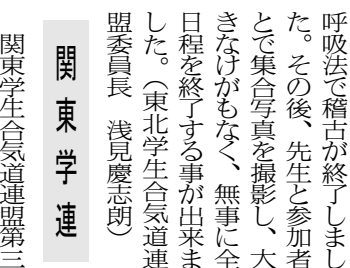 呼吸法で稽古が終了しまし
た。その後、先生と参加者
とで集合写真を撮影し、大
きなけがもなく、無事に全
日程を終了する事が出来ま
した。（東北学生合気道連
盟委員長　浅見慶志朗）
関東学連
関東学生合気道連盟第三